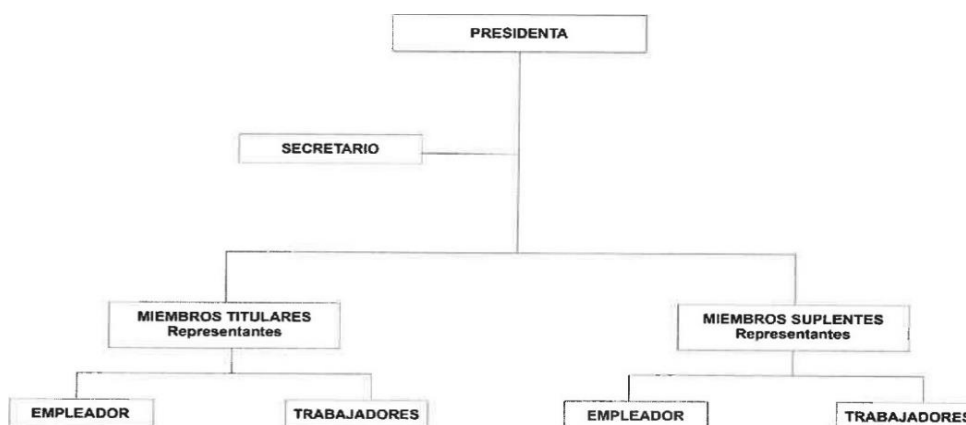 PRESIDENTA
SECRETARIO
MIEMBROS TITULARES
Representantes
MIEMBROS SUPLENTES
Representantes
EMPLEADOR
TRABAJADORES
EMPLEADOR
TRABAJADORES